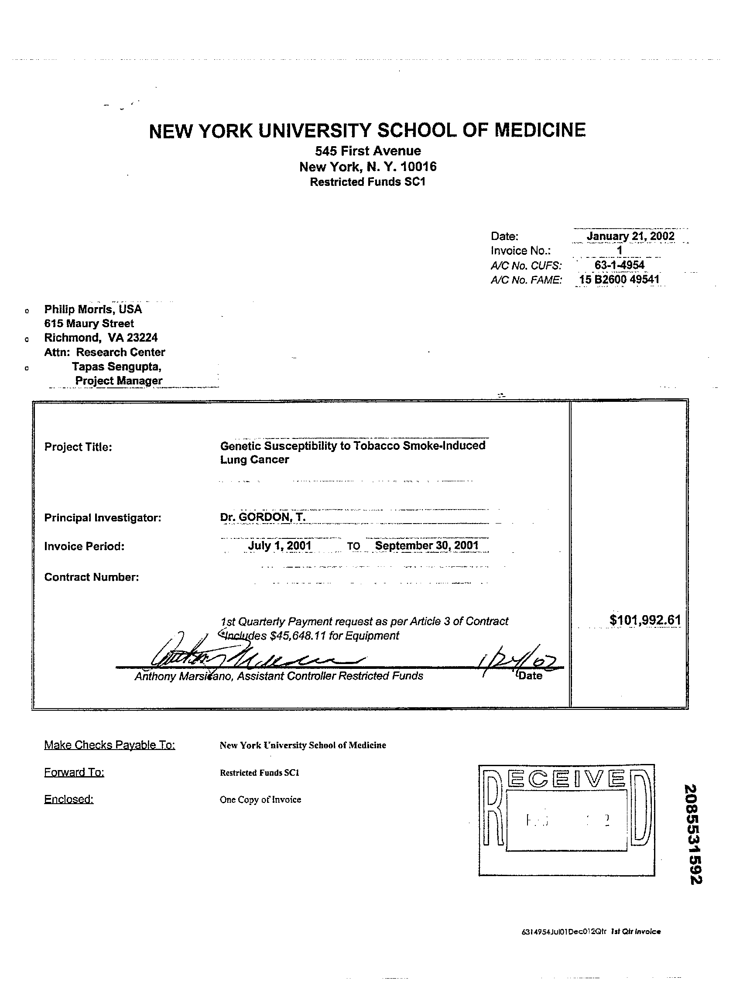 NEW YORK UNIVERSITY SCHOOL OF MEDICINE
545 First Avenue
New York, N. Y. 10016
Restricted Funds SC1
Date: January 21, 2002
Invoice No.: 1
A/C No. CUFS: 63-1-4954
A/C No. FAME: 15 B2600 49541
Philip Morris, USA
615 Maury Street
Richmond, VA 23224
Attn: Research Center
Tapas Sengupta,
Project Manager
Project Title: Genetic Susceptibility to Tobacco Smoke-Induced
Lung Cancer
Principal Investigator: Dr. GORDON, T.
Invoice Period: July 1, 2001 TO September 30, 2001
Contract Number:
1st Quarterly Payment request as per Article 3 of Contract $101,992.61
*Includes $45,648.11 for Equipment
1/24/02
Anthony Marsicano, Assistant Controller Restricted Funds Date
Make Checks Payable To: New York University School of Medicine
Forward To: Restricted Funds SC1
Enclosed: One Copy of Invoice
RECEIVED
2085531592
6314954Jul01Dec012Qtr 1st Qtr Invoice